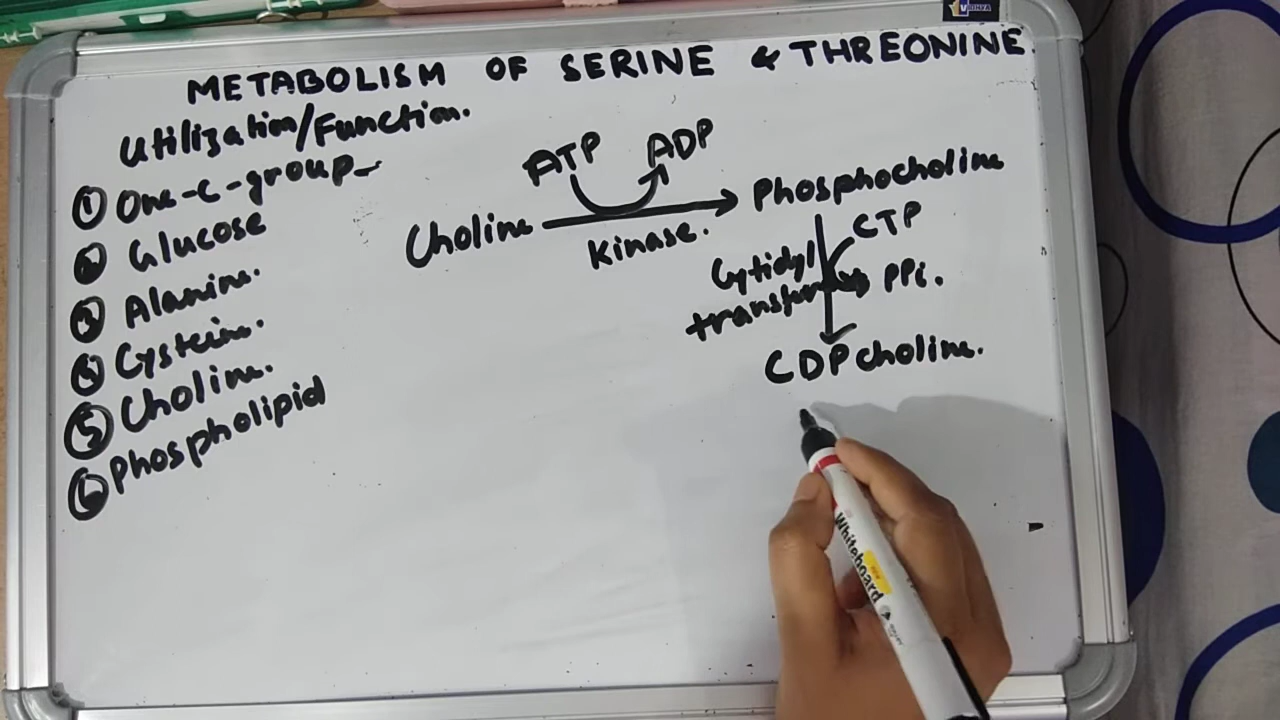 METABOLISM OF SERINE & THREONINE.
Utilization/Function.
① One-c-group-
② Glucose
③ Alanine.
④ Cysteine.
⑤ Choline.
⑥ Phospholipid
ATP ADP
Choline Phosphocholine
Kinase.
CTP
Cytidyl
transfer
PPi.
CDP choline.
Whiteboard